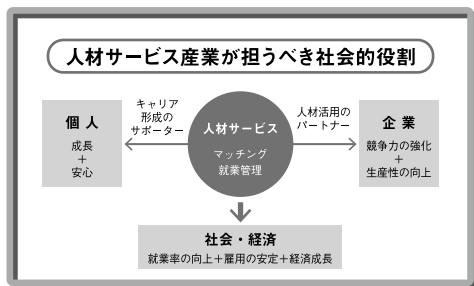 人材サービス産業が担うべき社会的役割
個人
成長
+
安心
キャリア
形成の
サポーター
人材サービス
マッチング
就業管理
人材活用の
パートナー
企業
競争力の強化
+
生産性の向上
社会・経済
就業率の向上+雇用の安定+経済成長